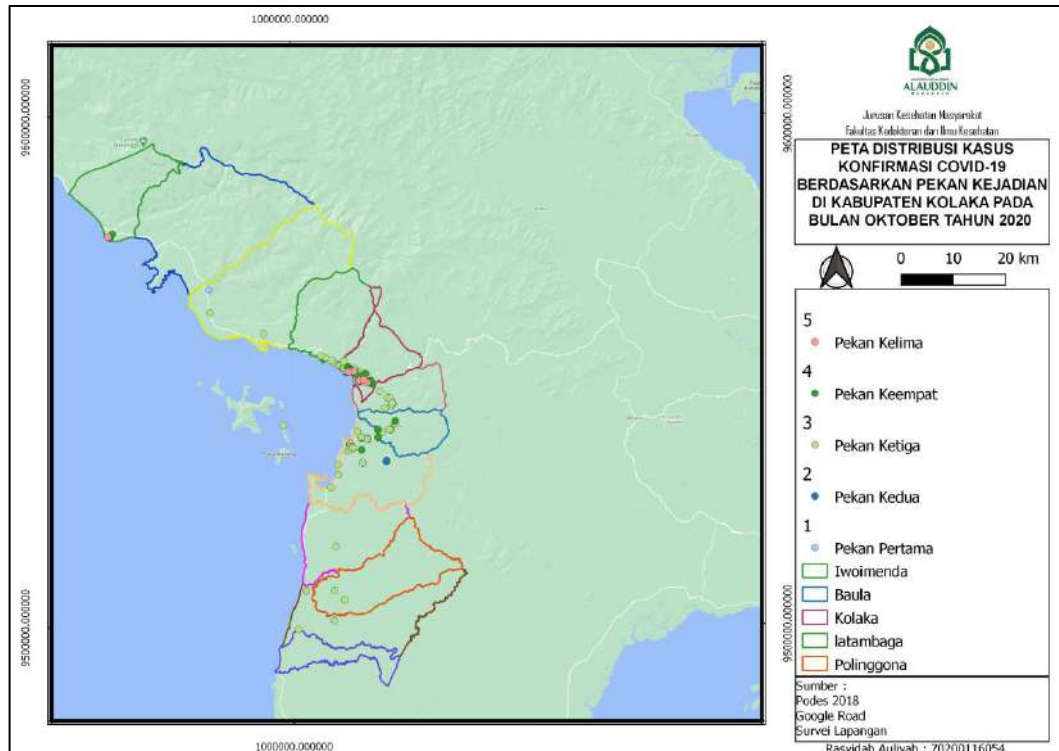 1000000.000000
9600000.000000
9600000.000000
ALAUDDIN
Jurusan Kesehatan Masyarakat
Fakultas Kedokteran dan Ilmu Kesehatan
PETA DISTRIBUSI KASUS
KONFIRMASI COVID-19
BERDASARKAN PEKAN KEJADIAN
DI KABUPATEN KOLAKA PADA
BULAN OKTOBER TAHUN 2020
0 10 20 km
5
Pekan Kelima
4
Pekan Keempat
3
Pekan Ketiga
2
Pekan Kedua
1
Pekan Pertama
Iwoimenda
Baula
Kolaka
latambaga
Polinggona
9500000.000000
9500000.000000
Sumber :
Podes 2018
Google Road
Survei Lapangan
Rasyidah Auliyah : 70200116054
1000000.000000